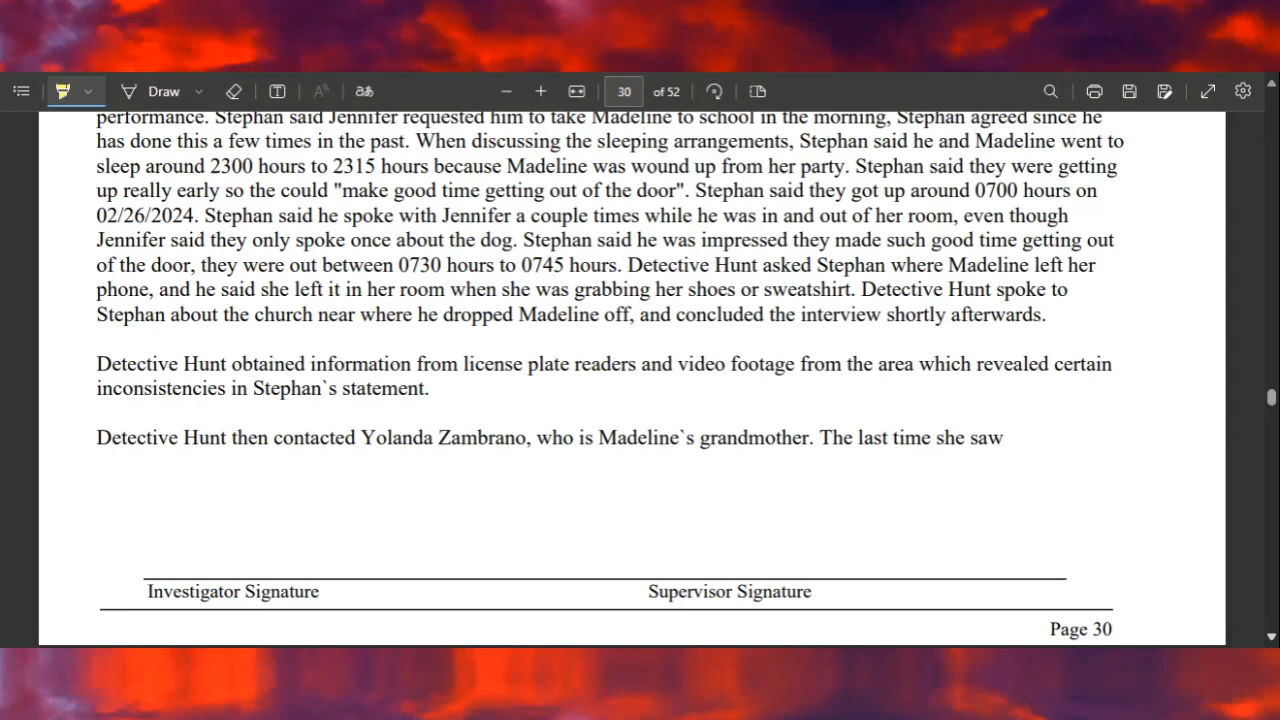 Draw
30
of 52
performance. Stephan said Jennifer requested him to take Madeline to school in the morning, Stephan agreed since he
has done this a few times in the past. When discussing the sleeping arrangements, Stephan said he and Madeline went to
sleep around 2300 hours to 2315 hours because Madeline was wound up from her party. Stephan said they were getting
up really early so the could "make good time getting out of the door". Stephan said they got up around 0700 hours on
02/26/2024. Stephan said he spoke with Jennifer a couple times while he was in and out of her room, even though
Jennifer said they only spoke once about the dog. Stephan said he was impressed they made such good time getting out
of the door, they were out between 0730 hours to 0745 hours. Detective Hunt asked Stephan where Madeline left her
phone, and he said she left it in her room when she was grabbing her shoes or sweatshirt. Detective Hunt spoke to
Stephan about the church near where he dropped Madeline off, and concluded the interview shortly afterwards.
Detective Hunt obtained information from license plate readers and video footage from the area which revealed certain
inconsistencies in Stephan`s statement.
Detective Hunt then contacted Yolanda Zambrano, who is Madeline`s grandmother. The last time she saw
Investigator Signature
Supervisor Signature
Page 30